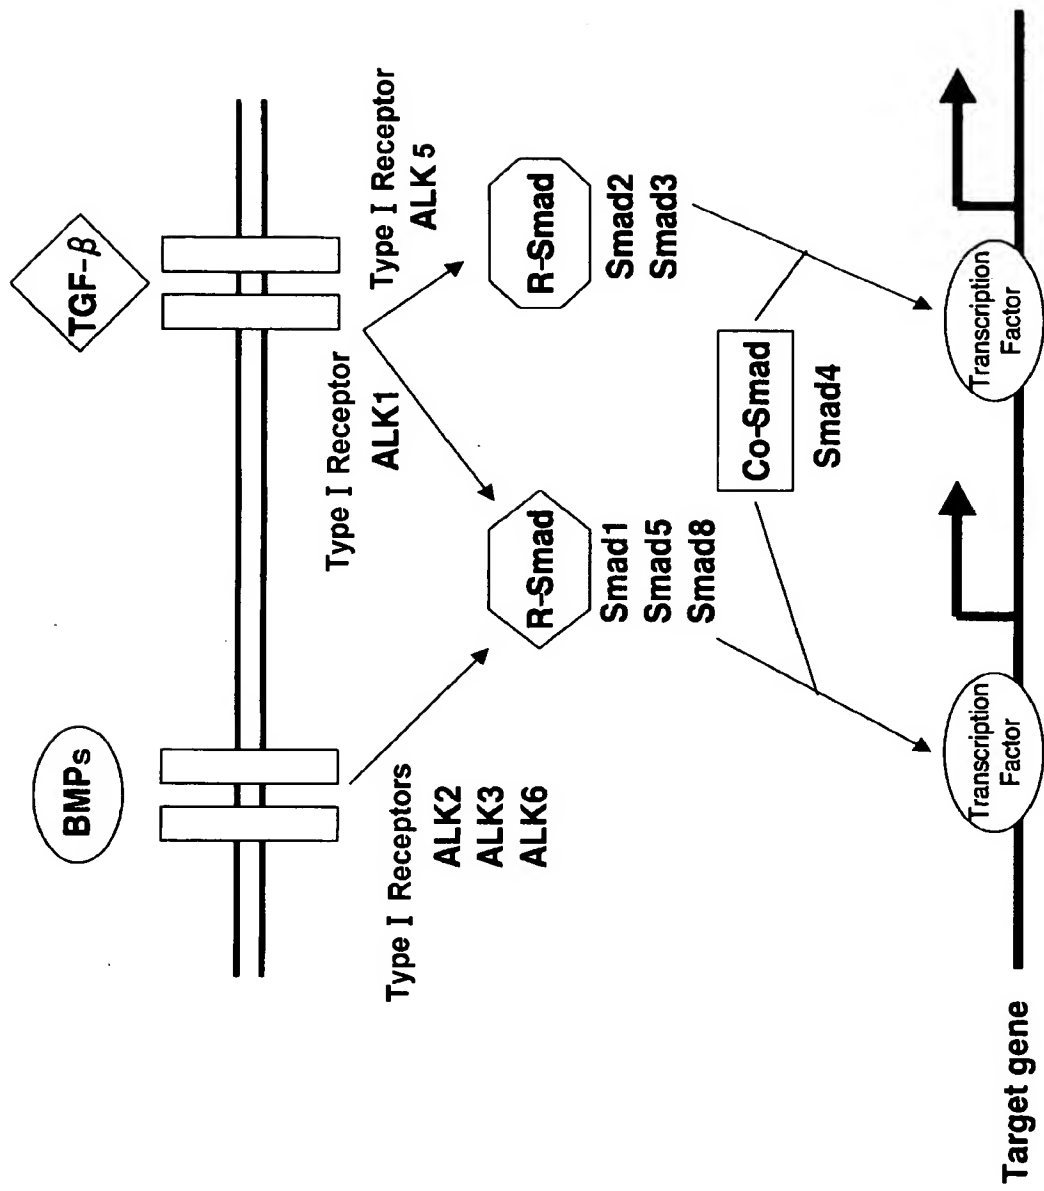 BMPs
TGF-β
Type I Receptors
ALK2
ALK3
ALK6
Type I Receptor
ALK1
Type I Receptor
ALK 5
R-Smad
Smad1
Smad5
Smad8
R-Smad
Smad2
Smad3
Co-Smad
Smad4
Transcription
Factor
Transcription
Factor
Target gene